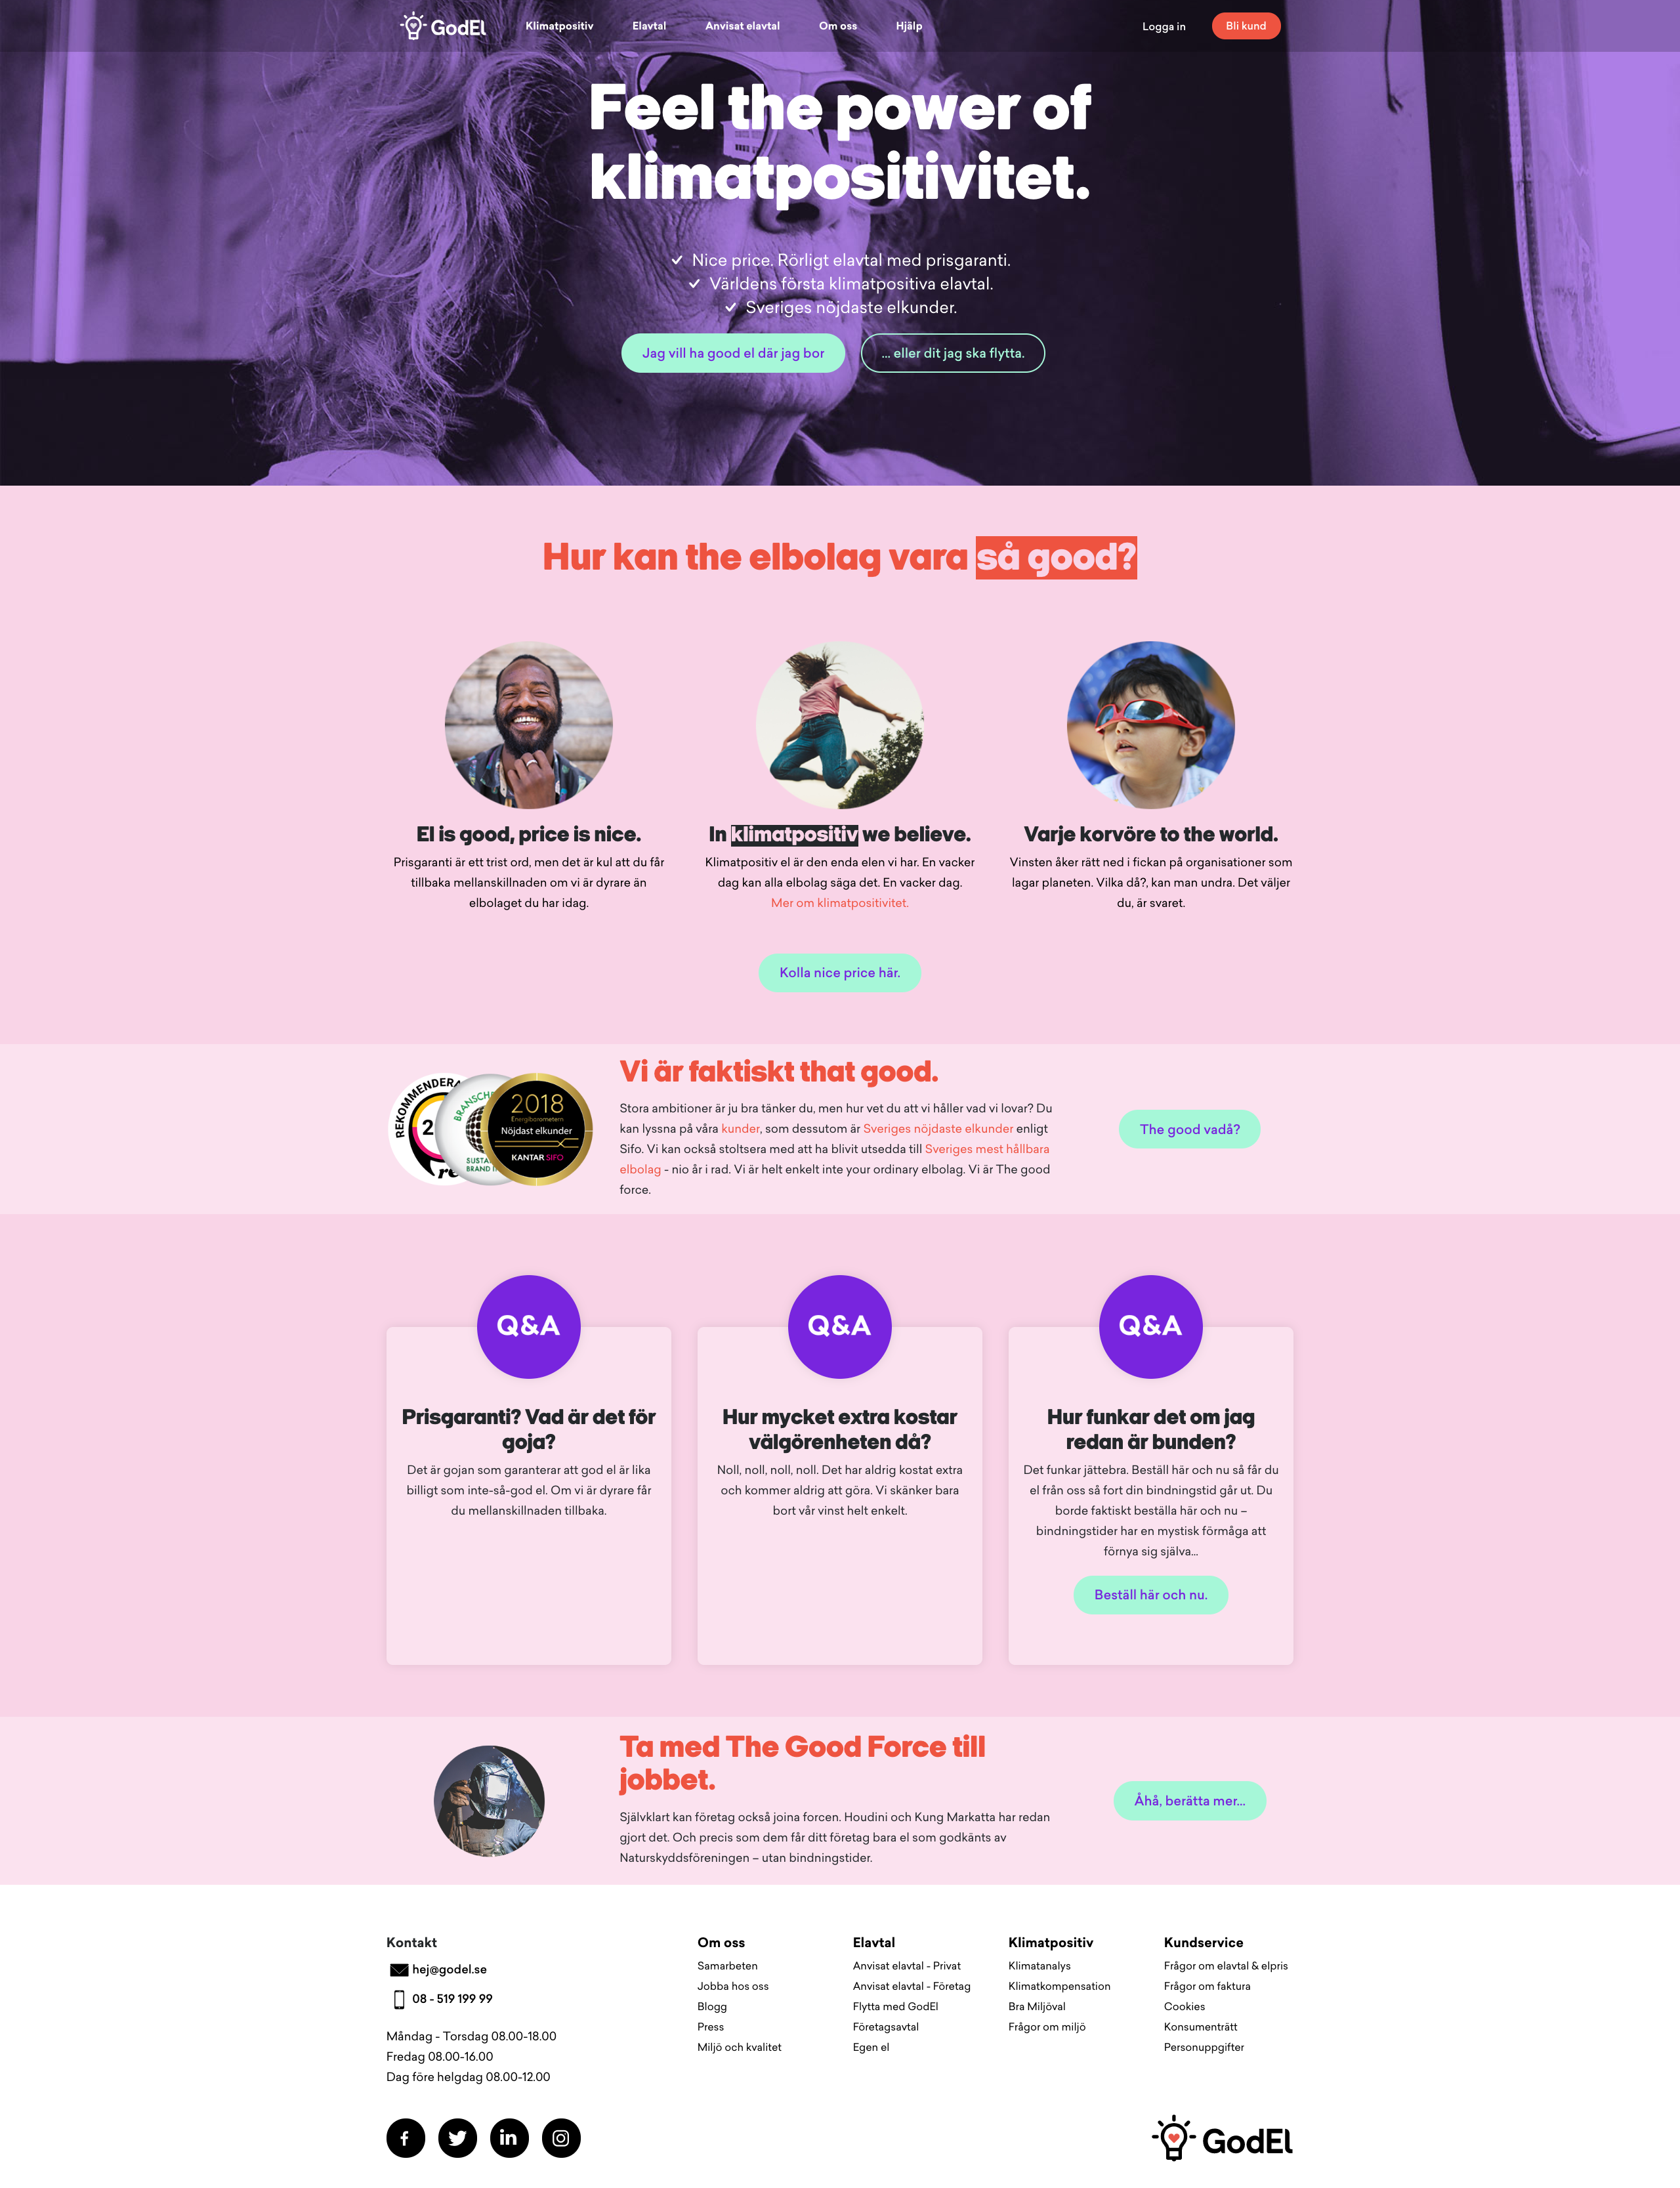 GodEl
Klimatpositiv
Elavtal
Anvisat elavtal
Om oss
Hjälp
Logga in
Bli kund
Feel the power of
klimatpositivitet.
Nice price. Rörligt elavtal med prisgaranti.
Världens första klimatpositiva elavtal.
Sveriges nöjdaste elkunder.
Jag vill ha good el där jag bor
... eller dit jag ska flytta.
Hur kan the elbolag vara så good?
El is good, price is nice.
Prisgaranti är ett trist ord, men det är kul att du får
tillbaka mellanskillnaden om vi är dyrare än
elbolaget du har idag.
In klimatpositiv we believe.
Klimatpositiv el är den enda elen vi har. En vacker
dag kan alla elbolag säga det. En vacker dag.
Mer om klimatpositivitet.
Varje korvöre to the world.
Vinsten åker rätt ned i fickan på organisationer som
lagar planeten. Vilka då?, kan man undra. Det väljer
du, är svaret.
Kolla nice price här.
2018
Energibarometern
Nöjdast elkunder
KANTAR SIFO
Vi är faktiskt that good.
Stora ambitioner är ju bra tänker du, men hur vet du att vi håller vad vi lovar? Du
kan lyssna på våra kunder, som dessutom är Sveriges nöjdaste elkunder enligt
Sifo. Vi kan också stoltsera med att ha blivit utsedda till Sveriges mest hållbara
elbolag - nio år i rad. Vi är helt enkelt inte your ordinary elbolag. Vi är The good
force.
The good vadå?
Q&A
Prisgaranti? Vad är det för
goja?
Det är gojan som garanterar att god el är lika
billigt som inte-så-god el. Om vi är dyrare får
du mellanskillnaden tillbaka.
Q&A
Hur mycket extra kostar
välgörenheten då?
Noll, noll, noll, noll. Det har aldrig kostat extra
och kommer aldrig att göra. Vi skänker bara
bort vår vinst helt enkelt.
Q&A
Hur funkar det om jag
redan är bunden?
Det funkar jättebra. Beställ här och nu så får du
el från oss så fort din bindningstid går ut. Du
borde faktiskt beställa här och nu –
bindningstider har en mystisk förmåga att
förnya sig själva...
Beställ här och nu.
Ta med The Good Force till
jobbet.
Självklart kan företag också joina forcen. Houdini och Kung Markatta har redan
gjort det. Och precis som dem får ditt företag bara el som godkänts av
Naturskyddsföreningen – utan bindningstider.
Åhå, berätta mer...
Kontakt
hej@godel.se
08 - 519 199 99
Måndag - Torsdag 08.00-18.00
Fredag 08.00-16.00
Dag före helgdag 08.00-12.00
Om oss
Samarbeten
Jobba hos oss
Blogg
Press
Miljö och kvalitet
Elavtal
Anvisat elavtal - Privat
Anvisat elavtal - Företag
Flytta med GodEl
Företagsavtal
Egen el
Klimatpositiv
Klimatanalys
Klimatkompensation
Bra Miljöval
Frågor om miljö
Kundservice
Frågor om elavtal & elpris
Frågor om faktura
Cookies
Konsumenträtt
Personuppgifter
GodEl